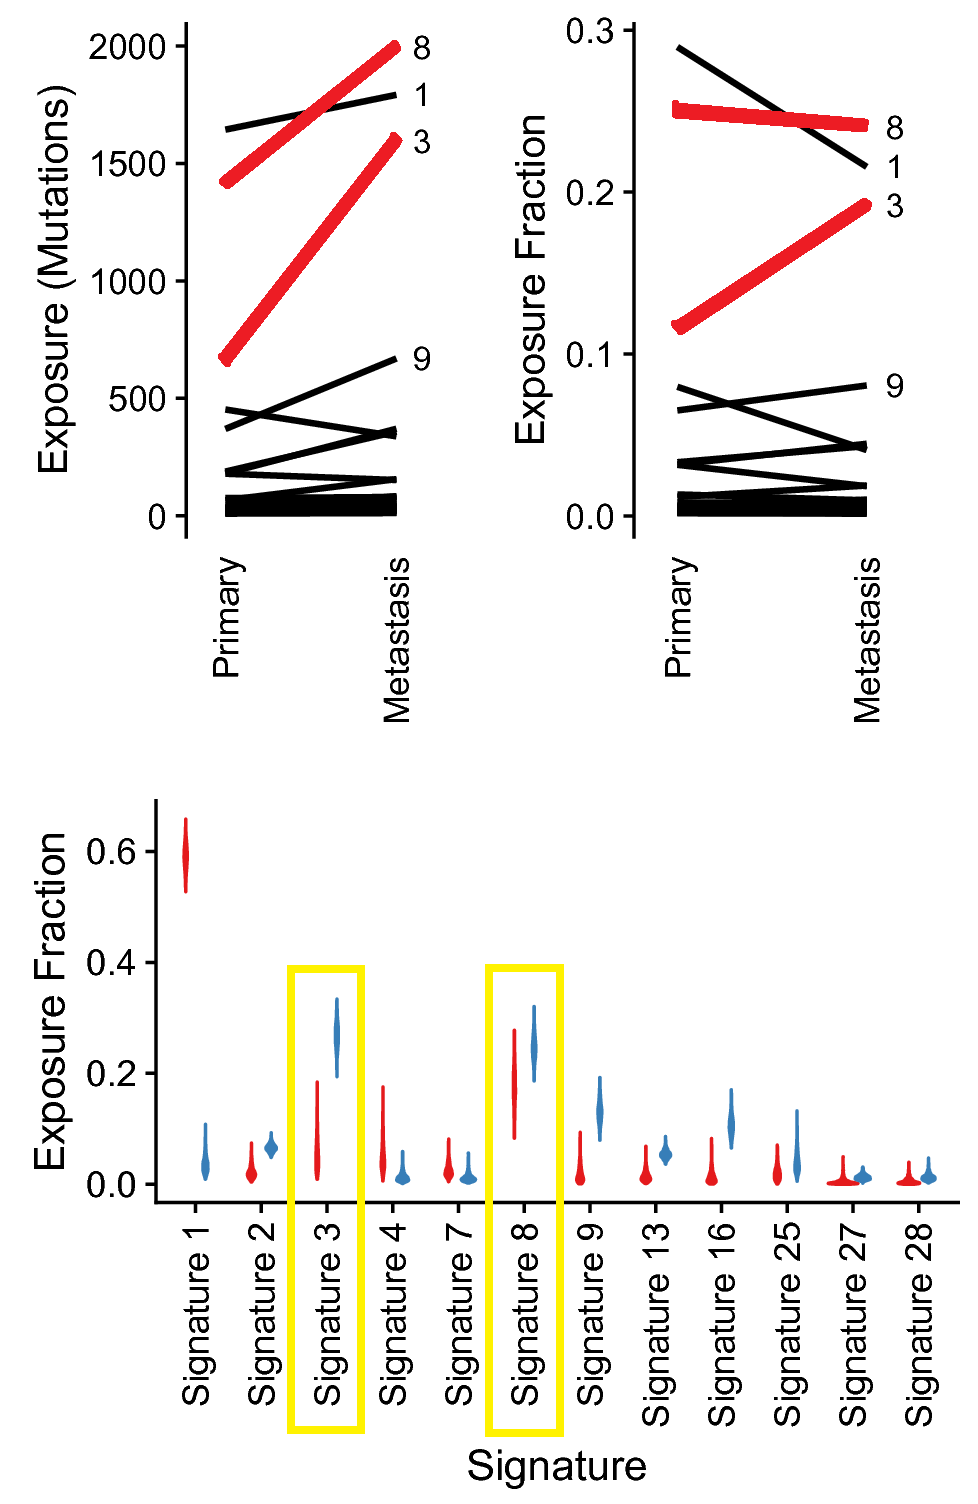 Exposure (Mutations)
2000
1500
1000
500
0
8
1
3
9
Primary
Metastasis
Exposure Fraction
0.3
0.2
0.1
0.0
8
1
3
9
Primary
Metastasis
Exposure Fraction
0.6
0.4
0.2
0.0
Signature 1
Signature 2
Signature 3
Signature 4
Signature 7
Signature 8
Signature 9
Signature 13
Signature 16
Signature 25
Signature 27
Signature 28
Signature